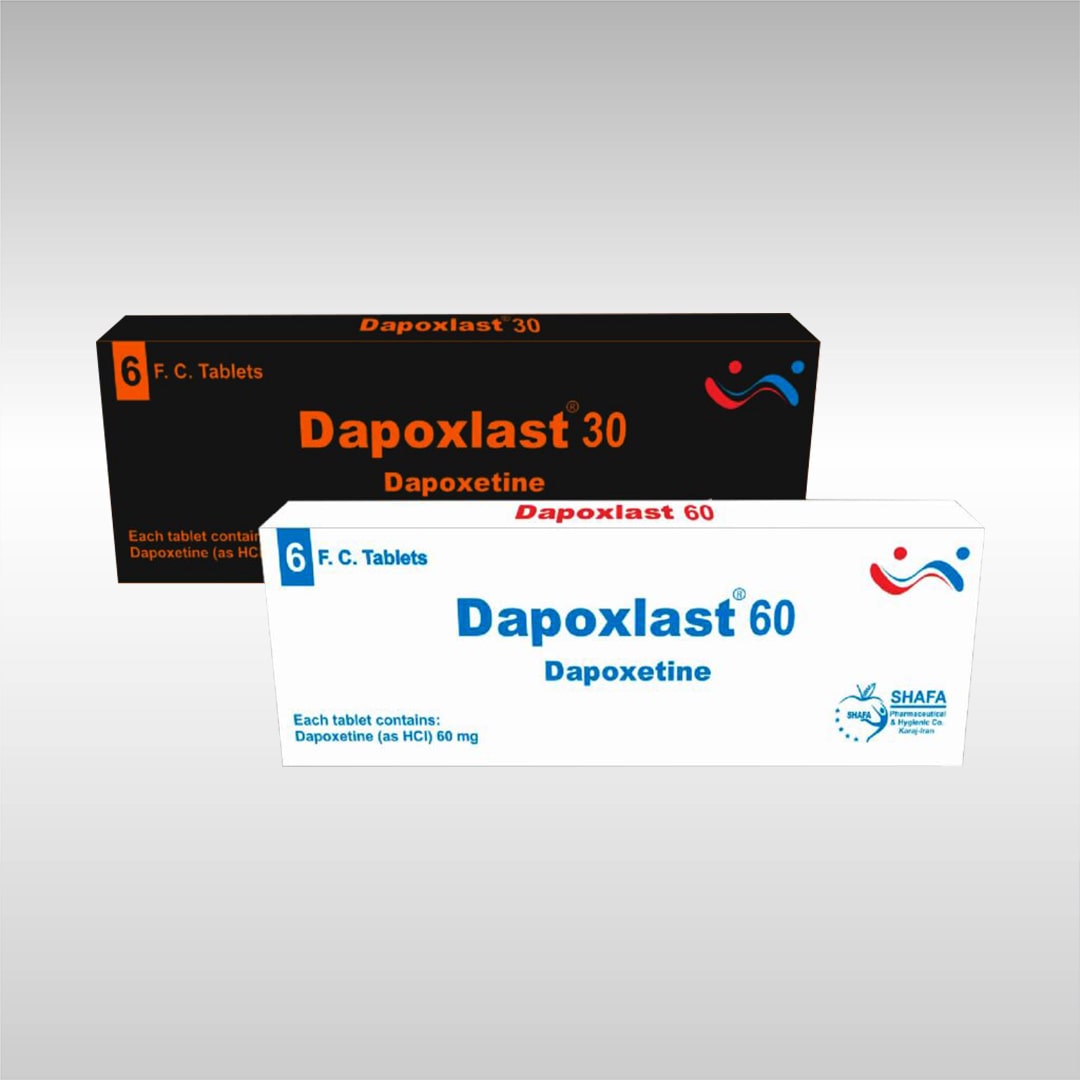 Dapoxlast® 30
6 F. C. Tablets
Dapoxlast® 30
Dapoxetine
Each tablet contain
Dapoxetine (as HCl
Dapoxlast 60
6 F. C. Tablets
Dapoxlast® 60
Dapoxetine
Each tablet contains:
Dapoxetine (as HCl) 60 mg
SHAFA
SHAFA
Pharmaceutical
& Hygienic Co.
Karaj-Iran